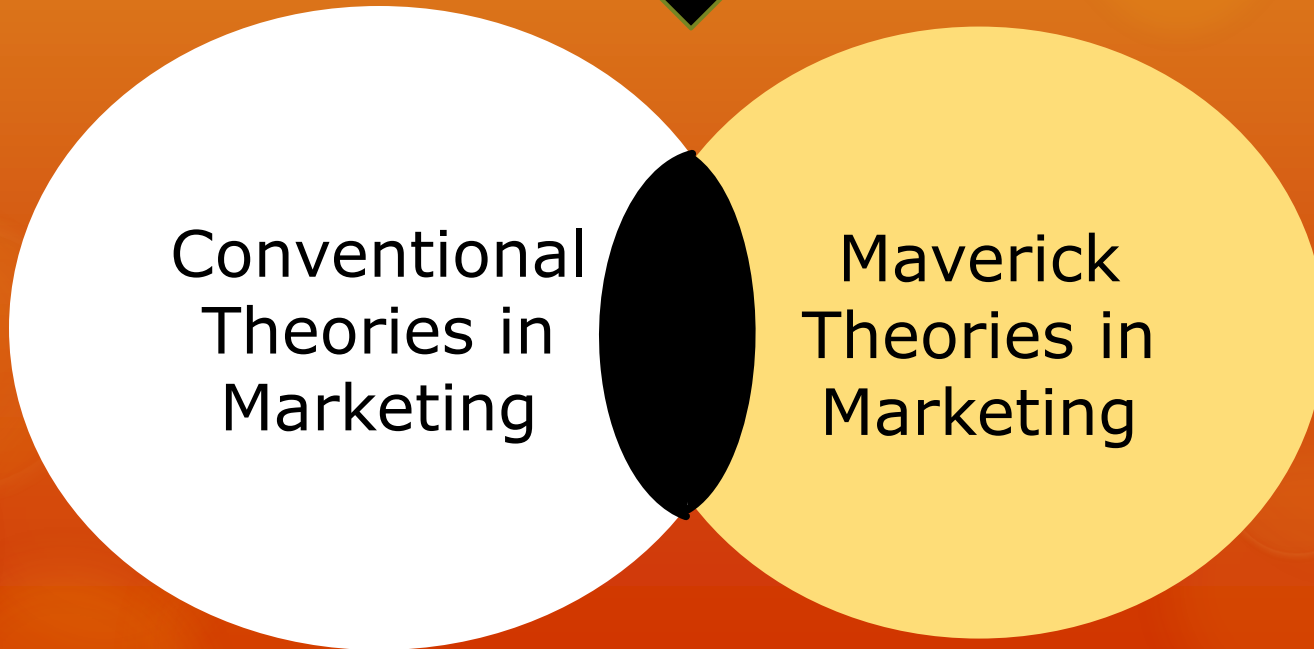 Conventional
Theories in
Marketing
Maverick
Theories in
Marketing